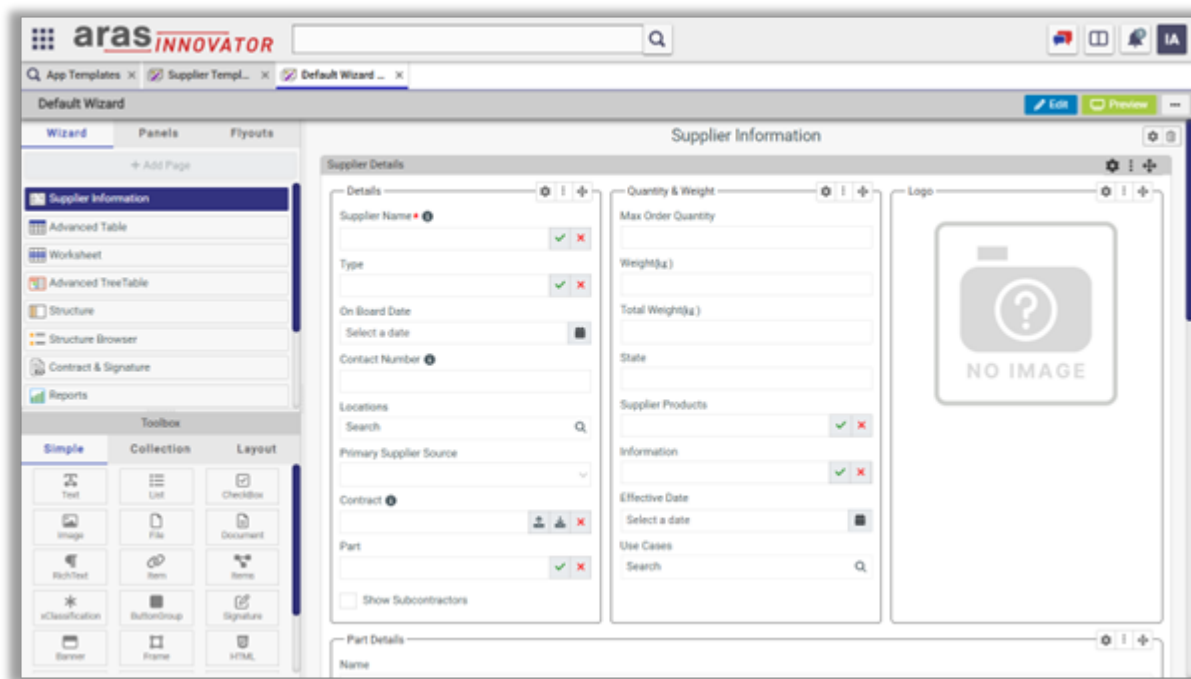 aras INNOVATOR
IA
App Templates × Supplier Templ... × Default Wizard ... ×
Default Wizard
Edit Preview
Wizard Panels Flyouts
+ Add Page
Supplier Information
Advanced Table
Worksheet
Advanced TreeTable
Structure
Structure Browser
Contract & Signature
Reports
Toolbox
Simple Collection Layout
Text List CheckBox
Image File Document
RichText Item Items
xClassification ButtonGroup Signature
Banner Frame HTML
Supplier Information
Supplier Details
Details
Supplier Name
Type
On Board Date
Select a date
Contact Number
Locations
Search
Primary Supplier Source
Contract
Part
Show Subcontractors
Quantity & Weight
Max Order Quantity
Weight(kg)
Total Weight(kg)
State
Supplier Products
Information
Effective Date
Select a date
Use Cases
Search
Logo
NO IMAGE
Part Details
Name